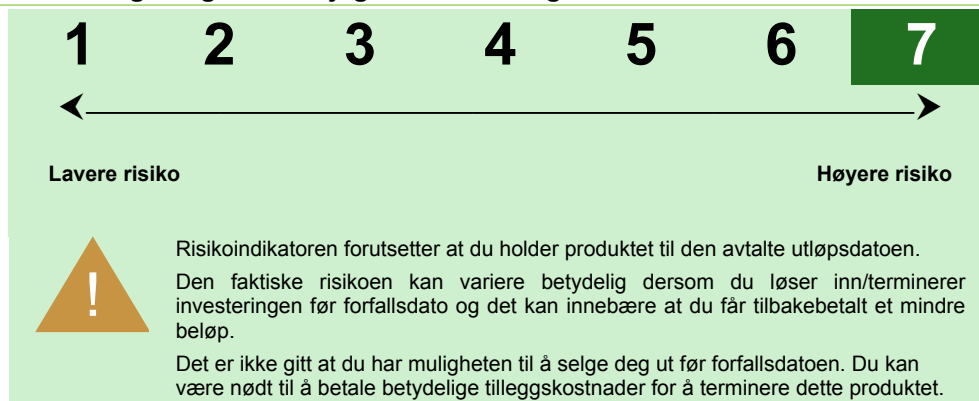 1 2 3 4 5 6 7
Lavere risiko Høyere risiko
!
Risikoindikatoren forutsetter at du holder produktet til den avtalte utløpsdatoen.
Den faktiske risikoen kan variere betydelig dersom du løser inn/terminerer
investeringen før forfallsdato og det kan innebære at du får tilbakebetalt et mindre
beløp.
Det er ikke gitt at du har muligheten til å selge deg ut før forfallsdatoen. Du kan
være nødt til å betale betydelige tilleggskostnader for å terminere dette produktet.